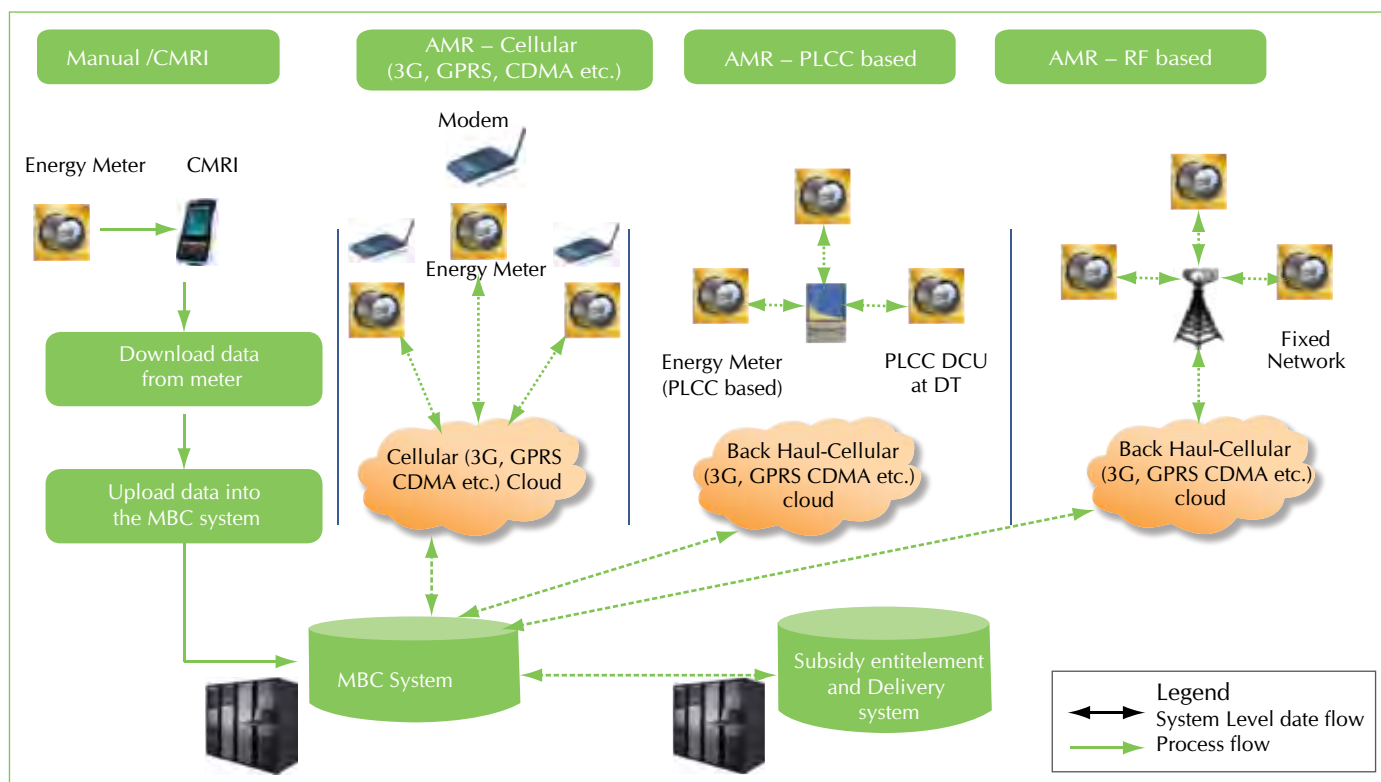 Manual /CMRI
AMR – Cellular
(3G, GPRS, CDMA etc.)
AMR – PLCC based
AMR – RF based
Energy Meter
CMRI
Download data
from meter
Upload data into
the MBC system
Modem
Energy Meter
Cellular (3G, GPRS
CDMA etc.) Cloud
Energy Meter
(PLCC based)
PLCC DCU
at DT
Back Haul-Cellular
(3G, GPRS CDMA etc.)
cloud
Fixed
Network
Back Haul-Cellular
(3G, GPRS CDMA etc.)
cloud
MBC System
Subsidy entitelement
and Delivery
system
Legend
System Level date flow
Process flow